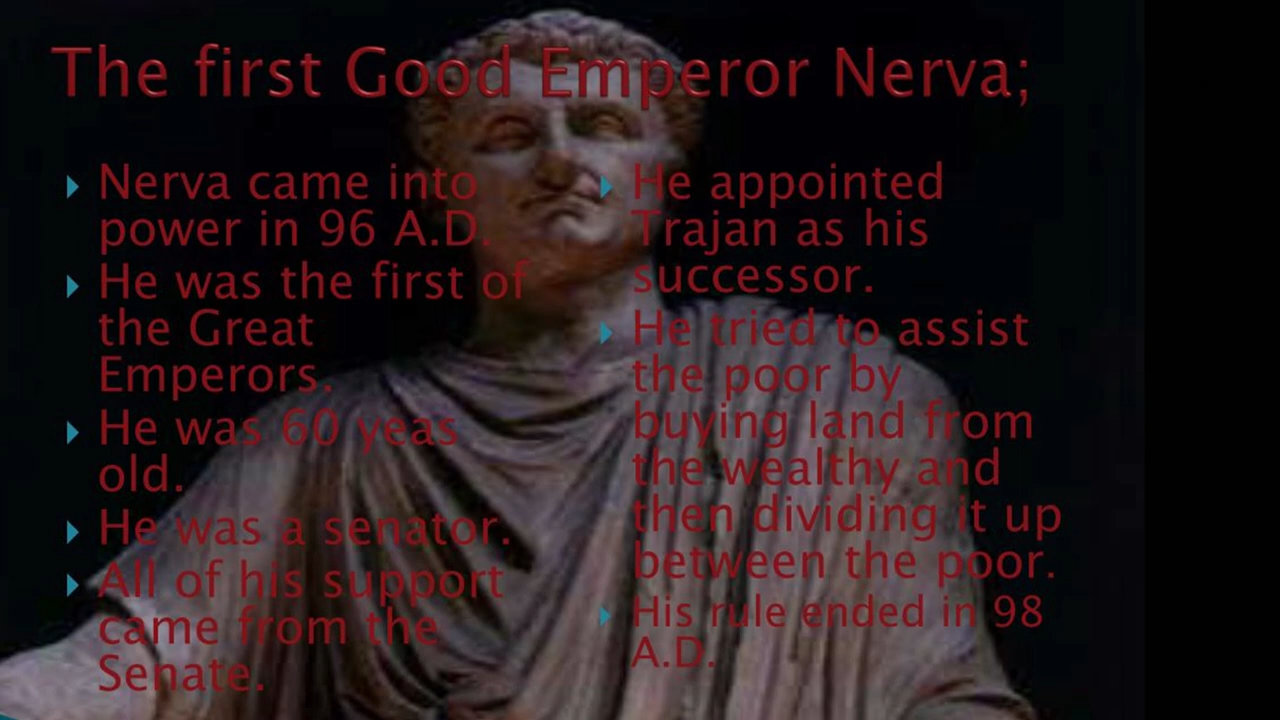 The first Good Emperor Nerva;
Nerva came into
power in 96 A.D.
He was the first of
the Great
Emperors.
He was 60 yeas
old.
He was a senator.
All of his support
came from the
Senate.
He appointed
Trajan as his
successor.
He tried to assist
the poor by
buying land from
the wealthy and
then dividing it up
between the poor.
His rule ended in 98
A.D.